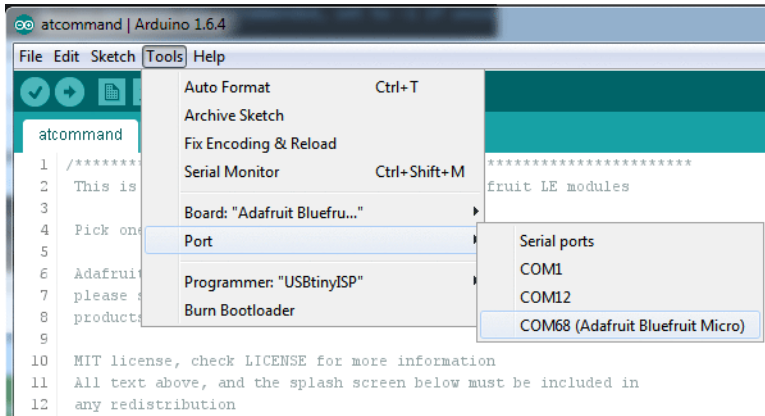 atcommand | Arduino 1.6.4
File Edit Sketch Tools Help
Auto Format Ctrl+T
Archive Sketch
Fix Encoding & Reload
Serial Monitor Ctrl+Shift+M
Board: "Adafruit Bluefru..."
Port
Programmer: "USBtinyISP"
Burn Bootloader
Serial ports
COM1
COM12
COM68 (Adafruit Bluefruit Micro)
atcommand
1 /******* ***********************
2 This is fruit LE modules
3
4 Pick one
5
6 Adafruit
7 please
8 products
9
10 MIT license, check LICENSE for more information
11 All text above, and the splash screen below must be included in
12 any redistribution